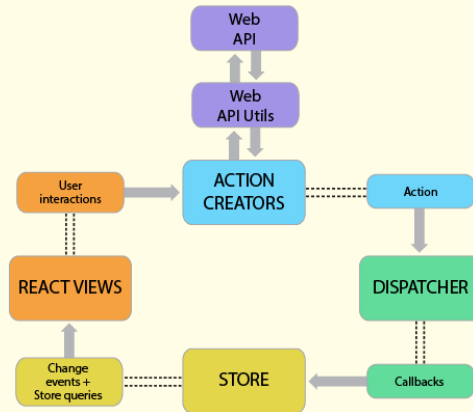 Web
API
Web
API Utils
ACTION
CREATORS
User
interactions
Action
REACT VIEWS
DISPATCHER
Change
events +
Store queries
STORE
Callbacks